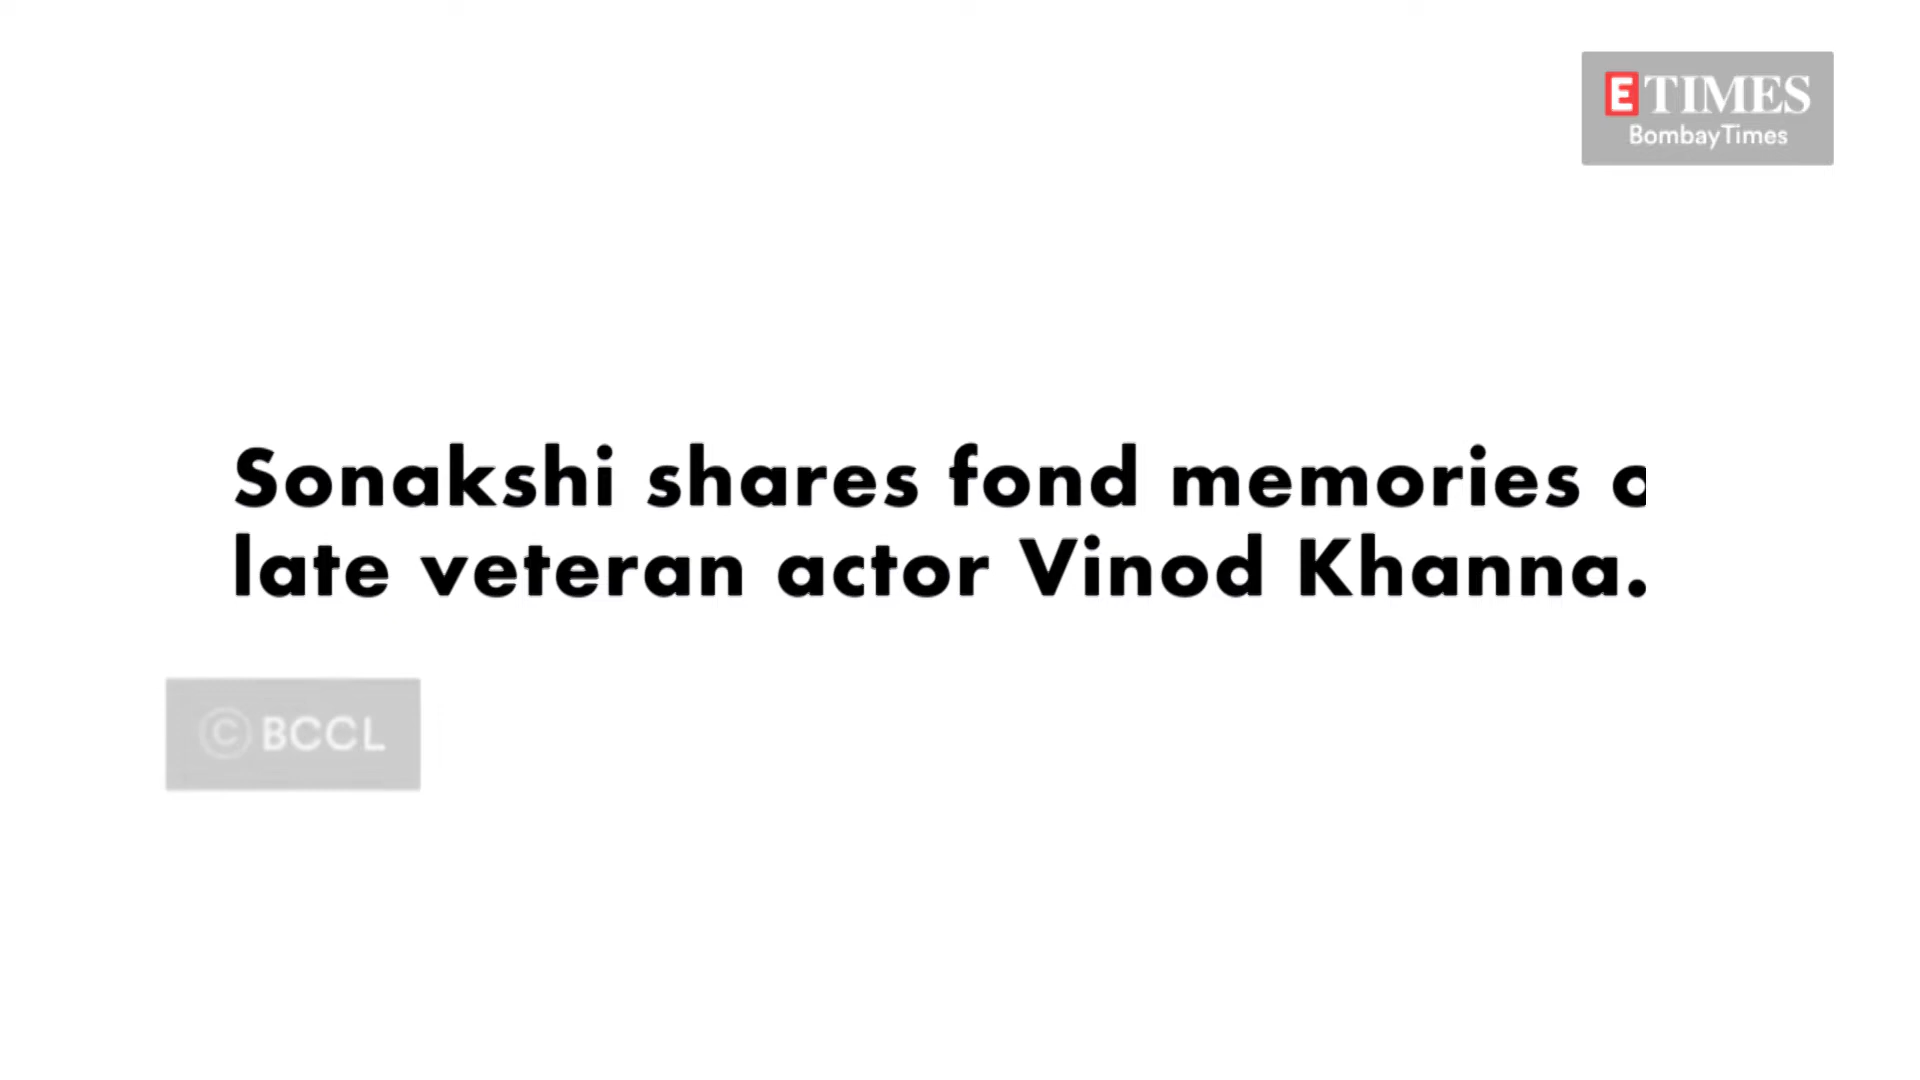 ETIMES
BombayTimes
Sonakshi shares fond memories
late veteran actor Vinod Khanna.
© BCCL